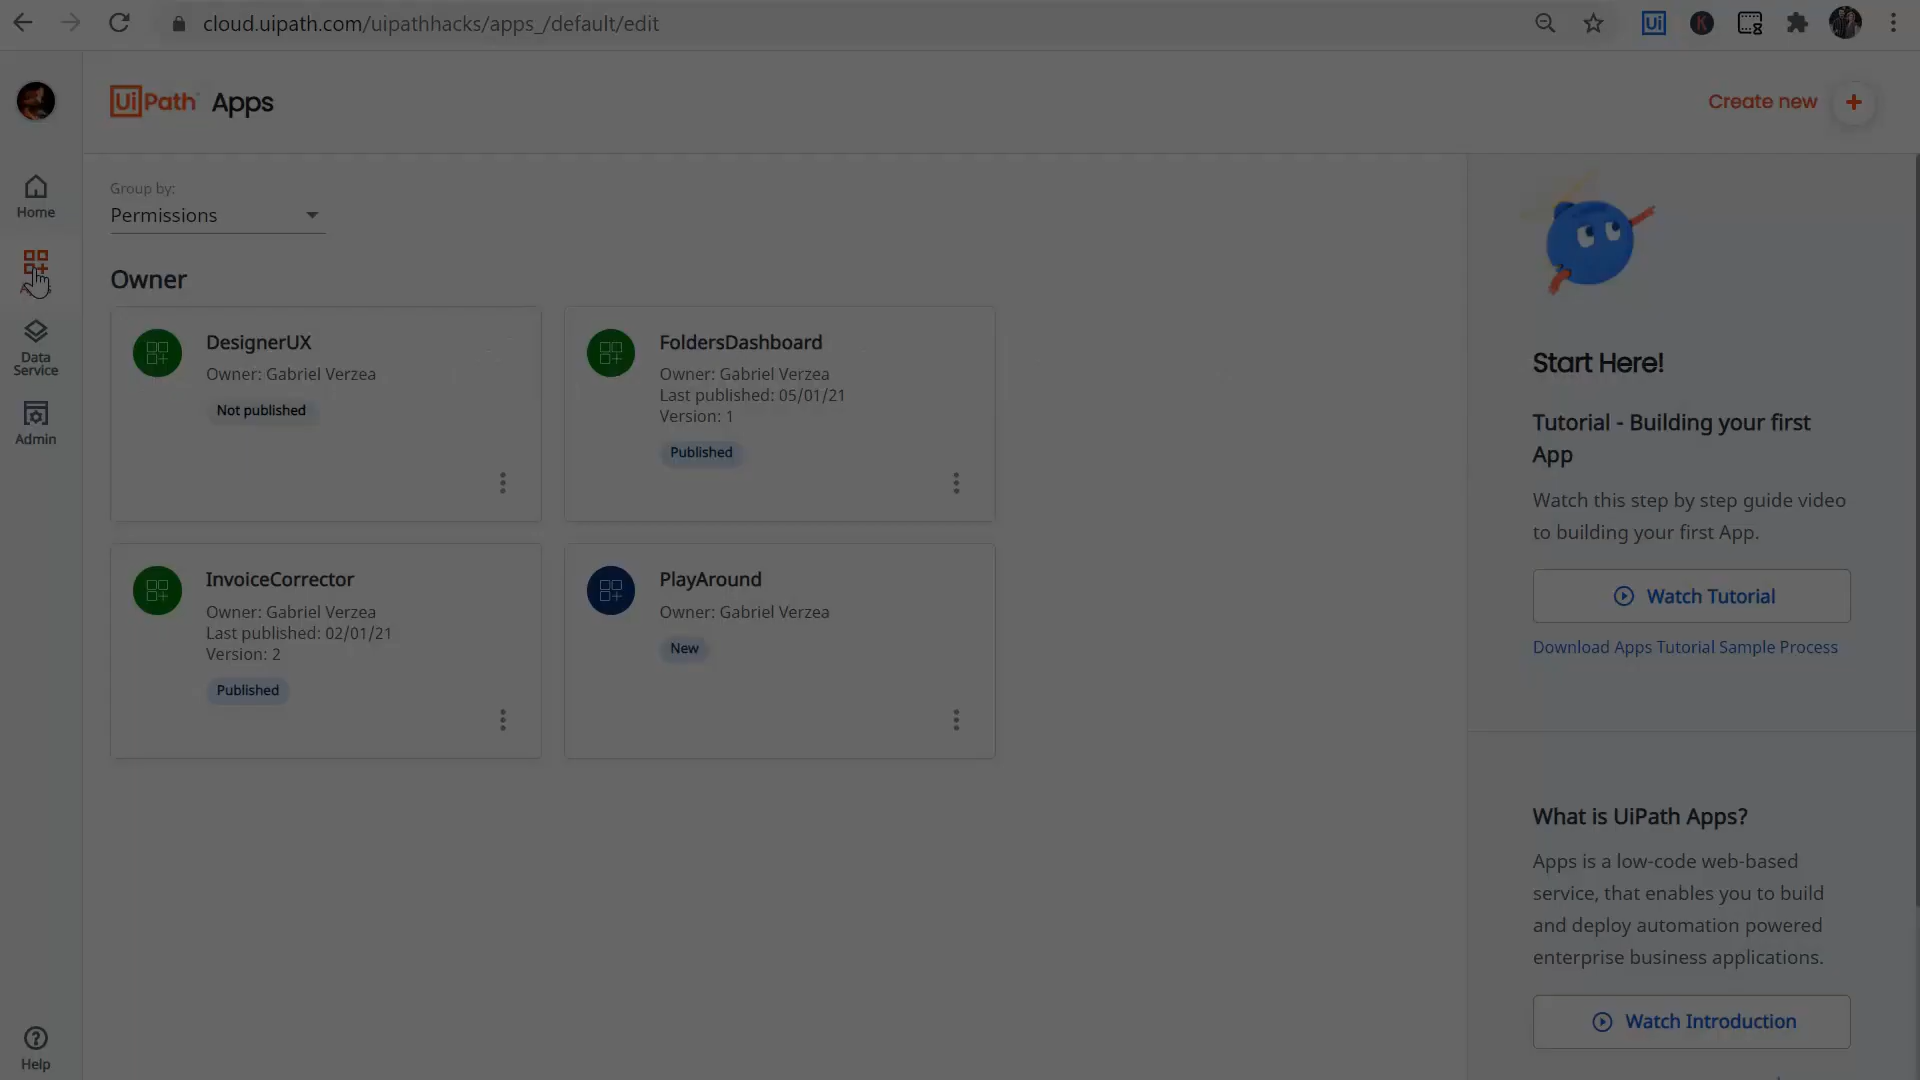 cloud.uipath.com/uipathhacks/apps_/default/edit
Ui
K
UiPath Apps
Create new
Home
Data
Service
Admin
Help
Group by:
Permissions
Owner
DesignerUX
Owner: Gabriel Verzea
Not published
FoldersDashboard
Owner: Gabriel Verzea
Last published: 05/01/21
Version: 1
Published
InvoiceCorrector
Owner: Gabriel Verzea
Last published: 02/01/21
Version: 2
Published
PlayAround
Owner: Gabriel Verzea
New
Start Here!
Tutorial - Building your first
App
Watch this step by step guide video
to building your first App.
Watch Tutorial
Download Apps Tutorial Sample Process
What is UiPath Apps?
Apps is a low-code web-based
service, that enables you to build
and deploy automation powered
enterprise business applications.
Watch Introduction